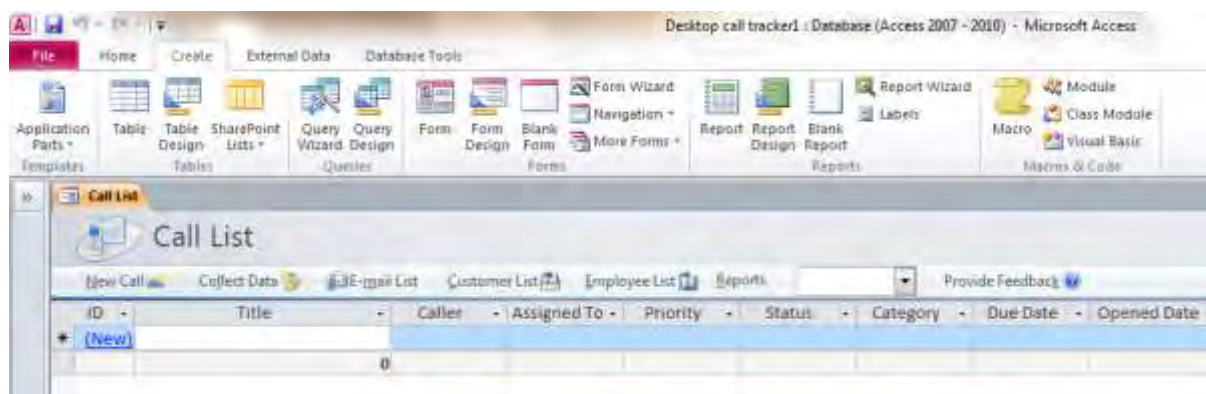 Desktop call tracker1 : Database (Access 2007 - 2010) - Microsoft Access
File Home Create External Data Database Tools
Application Parts Table Table Design SharePoint Lists Query Wizard Query Design Form Form Design Blank Form Form Wizard Navigation More Forms Report Report Design Blank Report Report Wizard Labels Macro Module Class Module Visual Basic
Templates Tables Queries Forms Reports Macros & Code
Call List
Call List
New Call Collect Data E-mail List Customer List Employee List Reports Provide Feedback
ID Title Caller Assigned To Priority Status Category Due Date Opened Date
* (New)
0